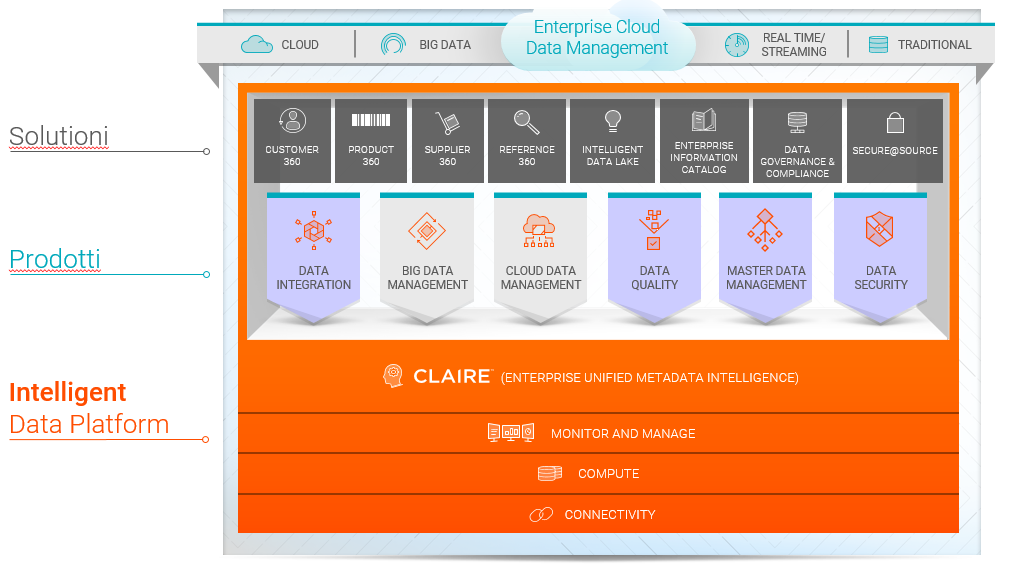 Enterprise Cloud
Data Management
CLOUD
BIG DATA
REAL TIME/
STREAMING
TRADITIONAL
Solutioni
CUSTOMER
360
PRODUCT
360
SUPPLIER
360
REFERENCE
360
INTELLIGENT
DATA LAKE
ENTERPRISE
INFORMATION
CATALOG
DATA
GOVERNANCE &
COMPLIANCE
SECURE@SOURCE
Prodotti
DATA
INTEGRATION
BIG DATA
MANAGEMENT
CLOUD DATA
MANAGEMENT
DATA
QUALITY
MASTER DATA
MANAGEMENT
DATA
SECURITY
Intelligent
Data Platform
CLAIRE™ (ENTERPRISE UNIFIED METADATA INTELLIGENCE)
MONITOR AND MANAGE
COMPUTE
CONNECTIVITY